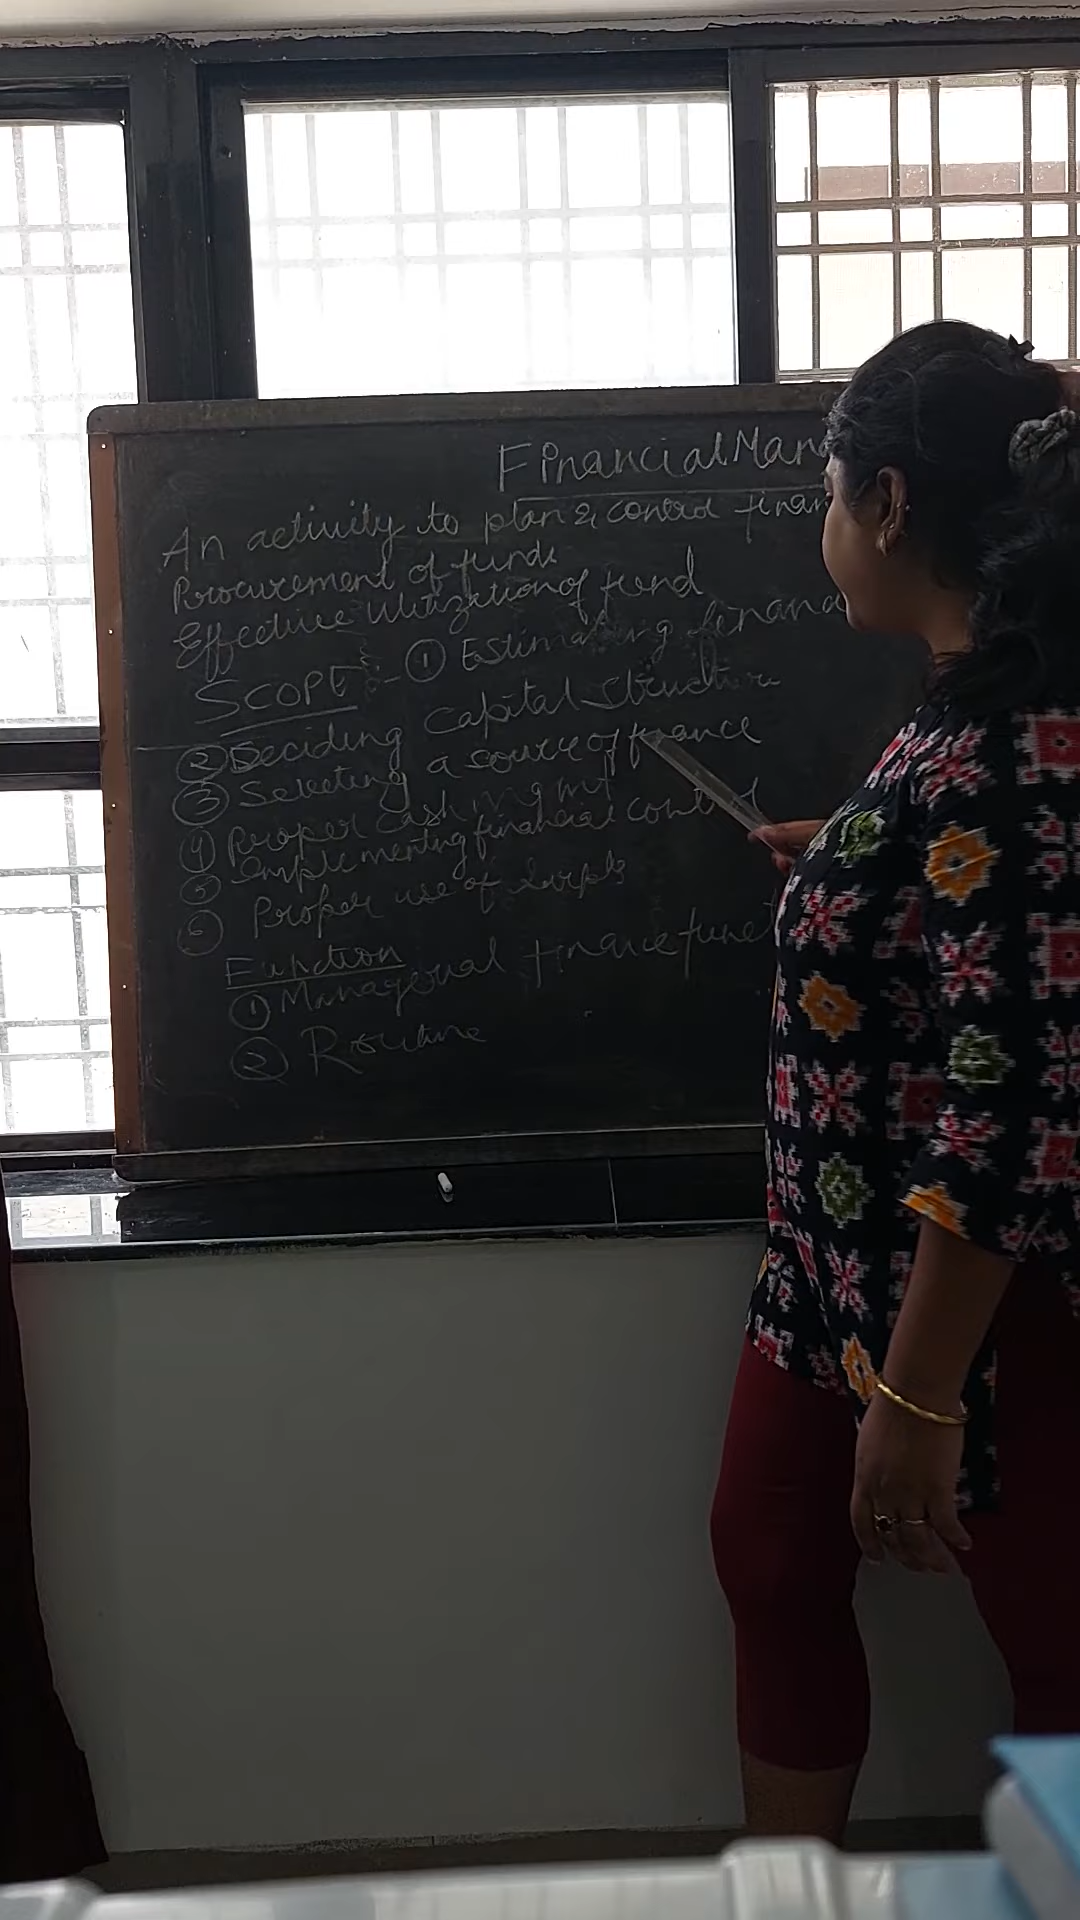 Financial Mana
An activity to plan & control finan
Procurement of funds
Effective Utilization of fund
SCOPE :- ① Estimating financ
② Deciding Capital Structure
③ Selecting a source of finance
④ Proper cash mgmt
⑤ Implementing financial control
⑥ Proper use of
Function
① Managerial finance funct
② Routine